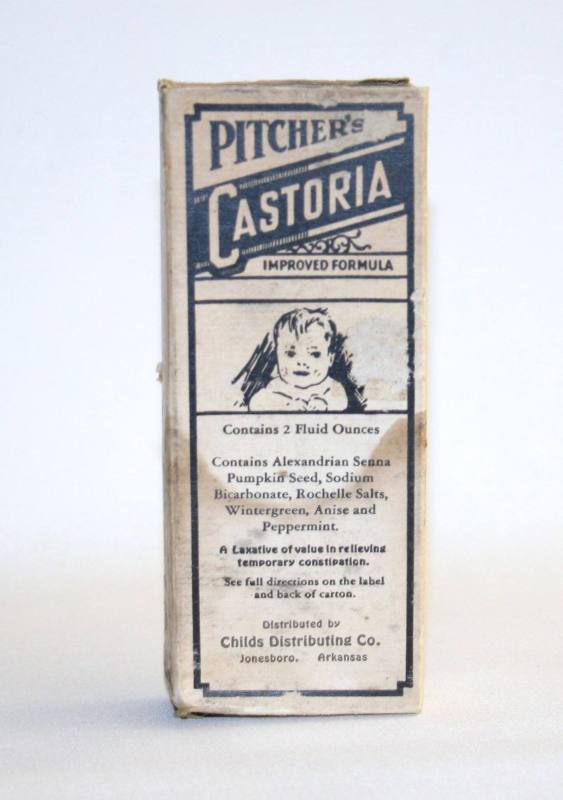 PITCHER's
CASTORIA
IMPROVED FORMULA
Contains 2 Fluid Ounces
Contains Alexandrian Senna
Pumpkin Seed, Sodium
Bicarbonate, Rochelle Salts,
Wintergreen, Anise and
Peppermint.
A Laxative of value in relieving
temporary constipation.
See full directions on the label
and back of carton.
Distributed by
Childs Distributing Co.
Jonesboro, Arkansas